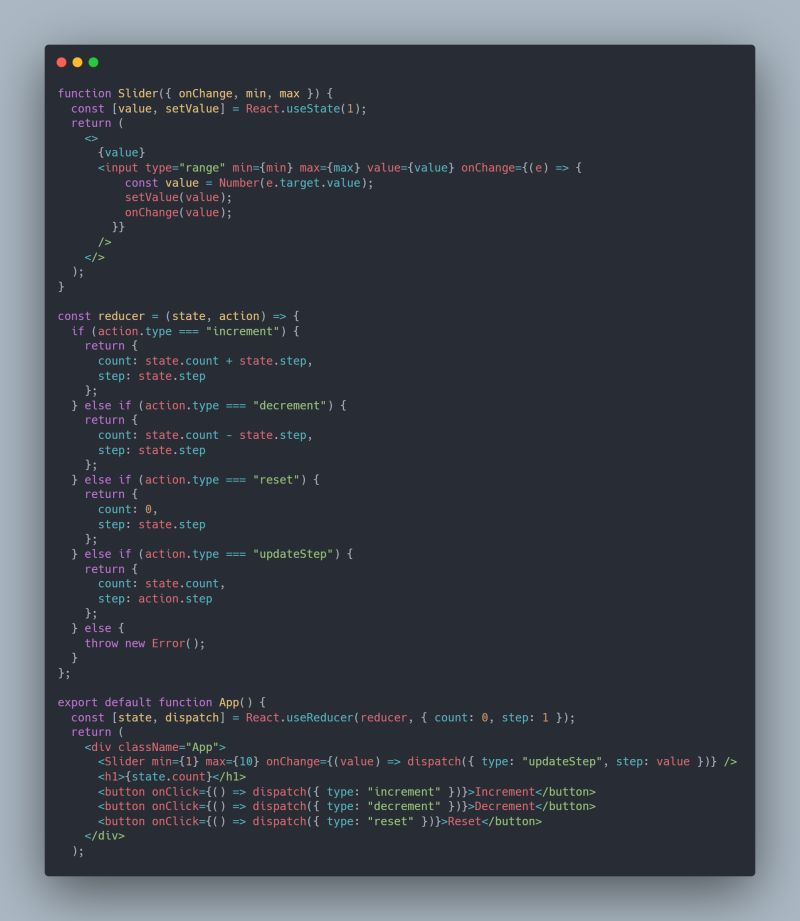 function Slider({ onChange, min, max }) {
  const [value, setValue] = React.useState(1);
  return (
    <>
      {value}
      <input type="range" min={min} max={max} value={value} onChange={(e) => {
          const value = Number(e.target.value);
          setValue(value);
          onChange(value);
        }}
      />
    </>
  );
}

const reducer = (state, action) => {
  if (action.type === "increment") {
    return {
      count: state.count + state.step,
      step: state.step
    };
  } else if (action.type === "decrement") {
    return {
      count: state.count - state.step,
      step: state.step
    };
  } else if (action.type === "reset") {
    return {
      count: 0,
      step: state.step
    };
  } else if (action.type === "updateStep") {
    return {
      count: state.count,
      step: action.step
    };
  } else {
    throw new Error();
  }
};

export default function App() {
  const [state, dispatch] = React.useReducer(reducer, { count: 0, step: 1 });
  return (
    <div className="App">
      <Slider min={1} max={10} onChange={(value) => dispatch({ type: "updateStep", step: value })} />
      <h1>{state.count}</h1>
      <button onClick={() => dispatch({ type: "increment" })}>Increment</button>
      <button onClick={() => dispatch({ type: "decrement" })}>Decrement</button>
      <button onClick={() => dispatch({ type: "reset" })}>Reset</button>
    </div>
  );